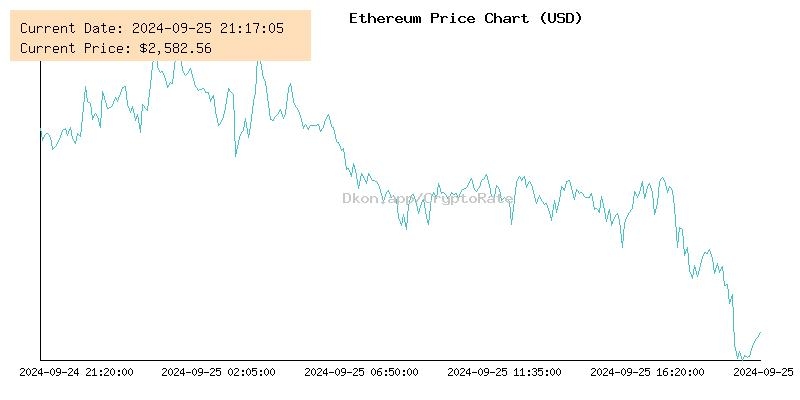 Ethereum Price Chart (USD)
Current Date: 2024-09-25 21:17:05
Current Price: $2,582.56
Dkon.app/CryptoRate
2024-09-24 21:20:00 2024-09-25 02:05:00 2024-09-25 06:50:00 2024-09-25 11:35:00 2024-09-25 16:20:00 2024-09-25